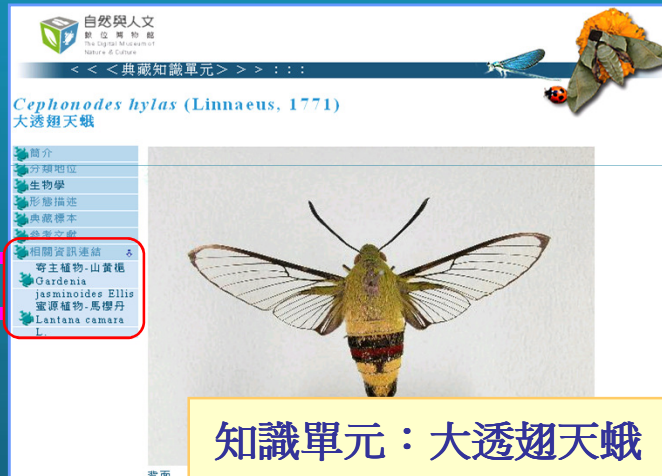 自然與人文
數位博物館
The Digital Museum of
Nature & Culture
< < <典藏知識單元> > > : : :
Cephonodes hylas (Linnaeus, 1771)
大透翅天蛾
簡介
分類地位
生物學
形態描述
典藏標本
參考文獻
相關資訊連結
寄主植物-山黃梔
Gardenia
jasminoides Ellis
蜜源植物-馬櫻丹
Lantana camara
L.
知識單元：大透翅天蛾
背面